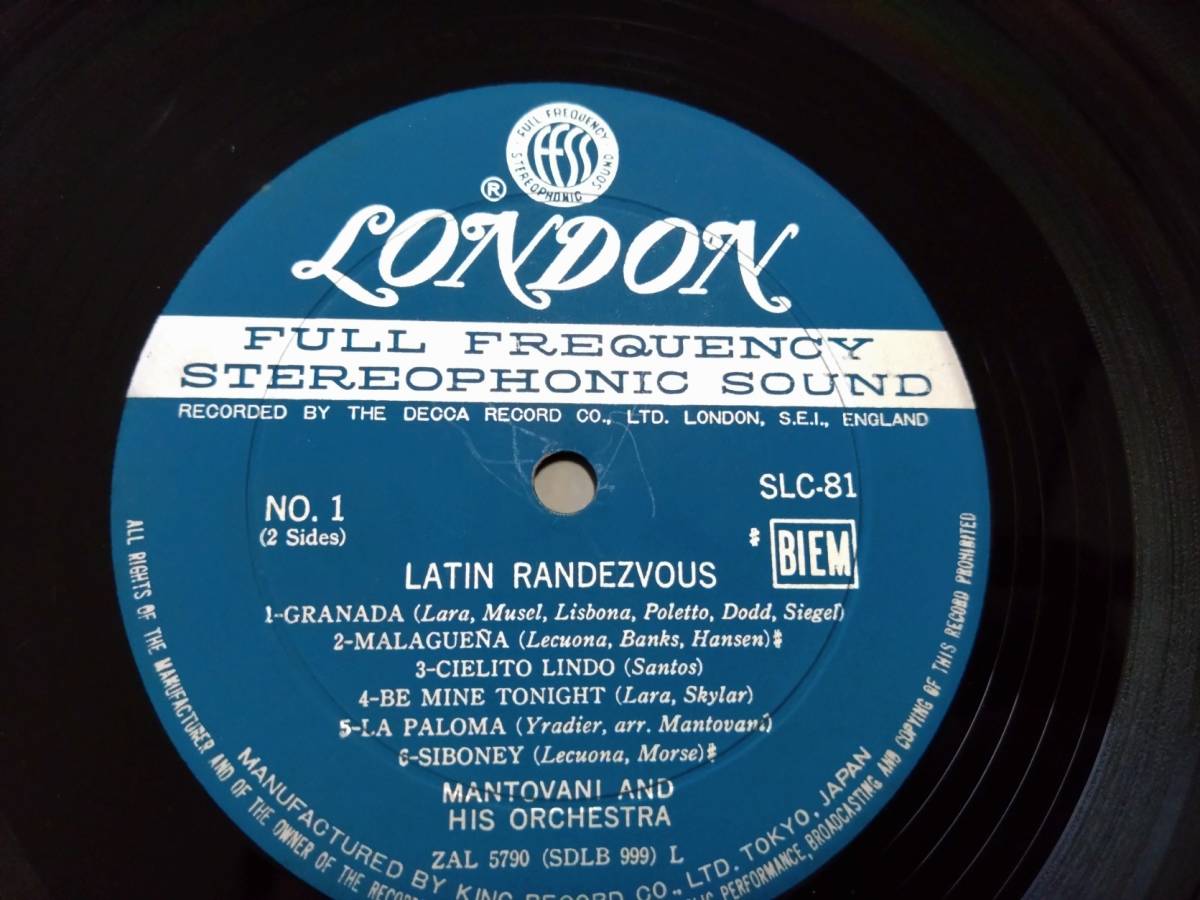 FULL FREQUENCY
FFSS
STEREOPHONIC SOUND
®
LONDON
FULL FREQUENCY
STEREOPHONIC SOUND
RECORDED BY THE DECCA RECORD CO., LTD. LONDON, S.E.I., ENGLAND
NO. 1
(2 Sides)
SLC-81
# BIEM
LATIN RANDEZVOUS
1-GRANADA (Lara, Musel, Lisbona, Poletto, Dodd, Siegel)
2-MALAGUEÑA (Lecuona, Banks, Hansen)#
3-CIELITO LINDO (Santos)
4-BE MINE TONIGHT (Lara, Skylar)
5-LA PALOMA (Yradier, arr. Mantovani)
6-SIBONEY (Lecuona, Morse)#
MANTOVANI AND
HIS ORCHESTRA
ZAL 5790 (SDLB 999) L
MANUFACTURED BY KING RECORD CO., LTD. TOKYO, JAPAN
ALL RIGHTS OF THE MANUFACTURER AND OF THE OWNER OF THE RECORD PERFORMANCE, BROADCASTING AND COPYING OF THIS RECORD PROHIBITED